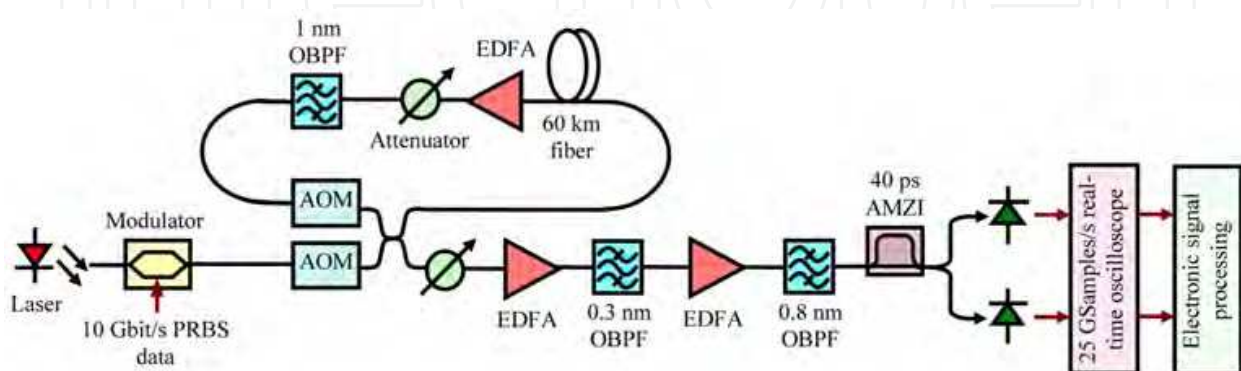 1 nm
OBPF
EDFA
Attenuator
60 km
fiber
AOM
Modulator
AOM
Laser
10 Gbit/s PRBS
data
EDFA
0.3 nm
OBPF
EDFA
0.8 nm
OBPF
40 ps
AMZI
25 GSamples/s real-
time oscilloscope
Electronic signal
processing